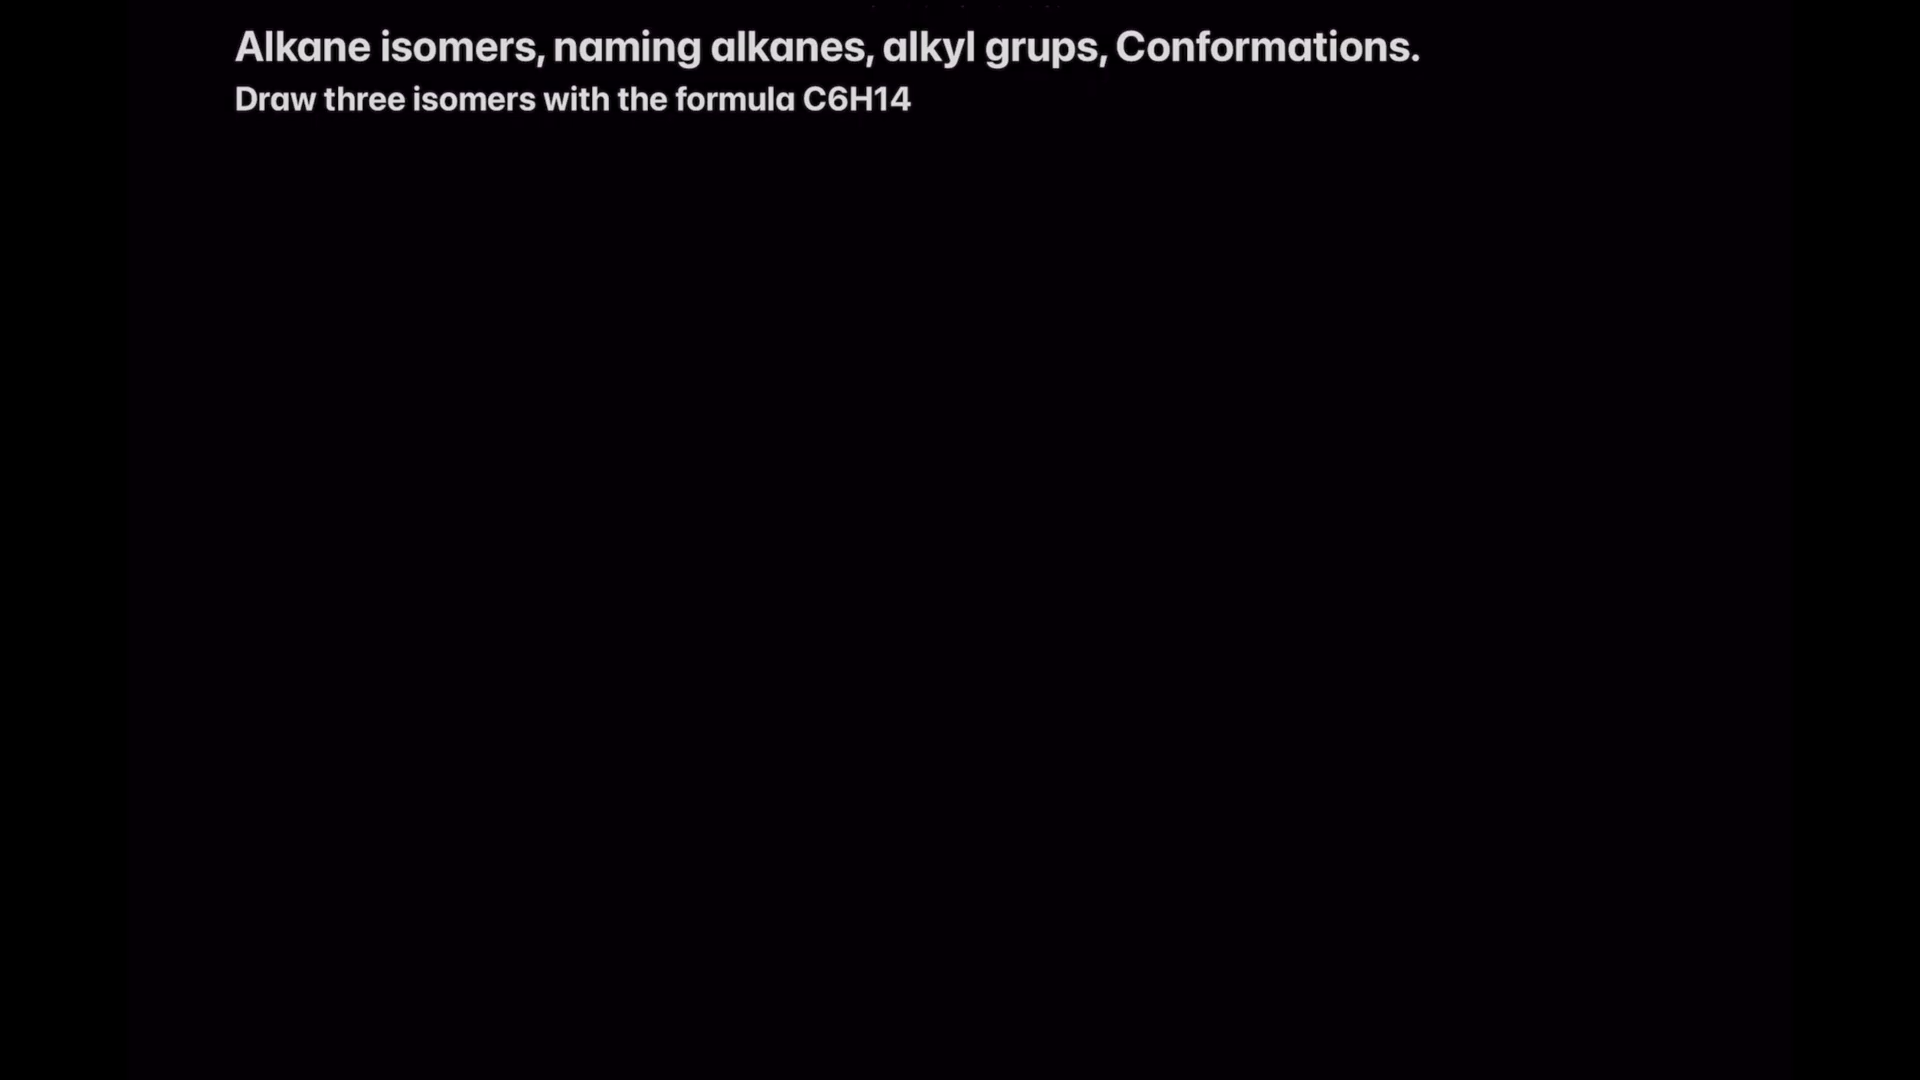 Alkane isomers, naming alkanes, alkyl grups, Conformations.
Draw three isomers with the formula C6H14